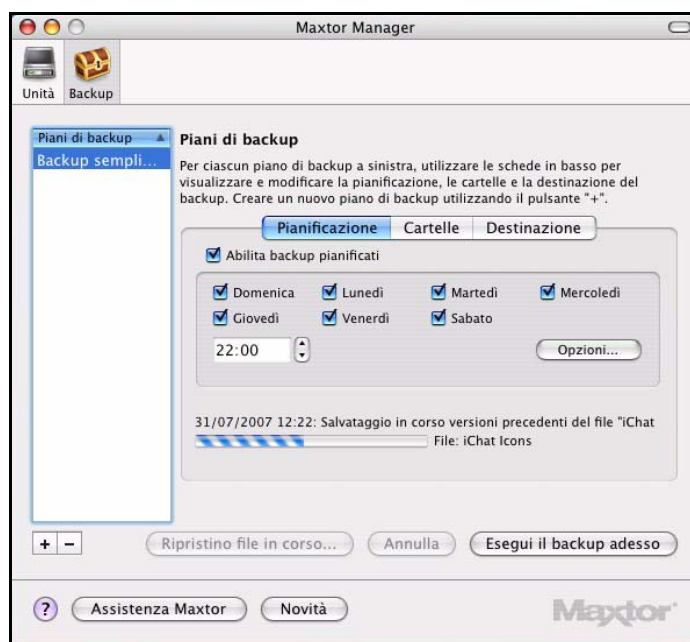 Maxtor Manager
Unità
Backup
Piani di backup
Backup sempli...
Piani di backup
Per ciascun piano di backup a sinistra, utilizzare le schede in basso per
visualizzare e modificare la pianificazione, le cartelle e la destinazione del
backup. Creare un nuovo piano di backup utilizzando il pulsante "+".
Pianificazione
Cartelle
Destinazione
Abilita backup pianificati
Domenica
Lunedì
Martedì
Mercoledì
Giovedì
Venerdì
Sabato
22:00
Opzioni...
31/07/2007 12:22: Salvataggio in corso versioni precedenti del file "iChat
File: iChat Icons
+
−
Ripristino file in corso...
Annulla
Esegui il backup adesso
?
Assistenza Maxtor
Novità
Maxtor